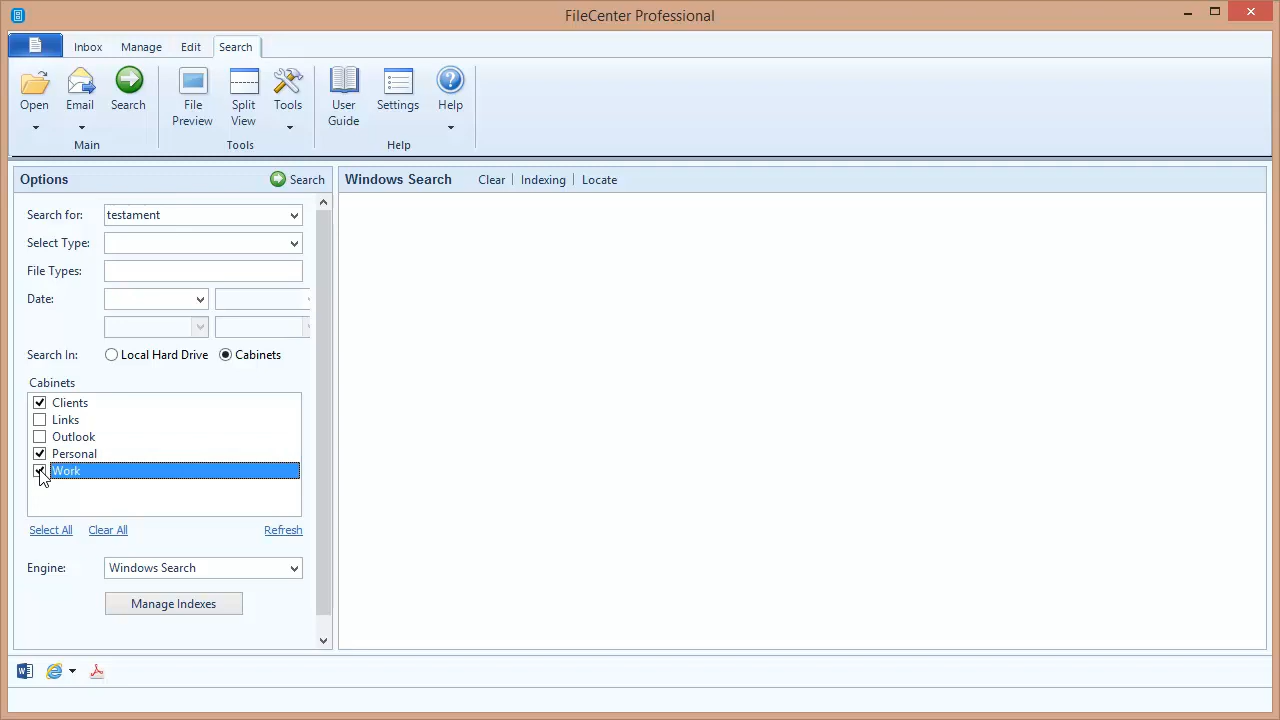 FileCenter Professional
Inbox Manage Edit Search
Open Email Search File Preview Split View Tools User Guide Settings Help
Main Tools Help
Options Search
Windows Search Clear Indexing Locate
Search for: testament
Select Type:
File Types:
Date:
Search In: Local Hard Drive Cabinets
Cabinets
Clients
Links
Outlook
Personal
Work
Select All Clear All Refresh
Engine: Windows Search
Manage Indexes